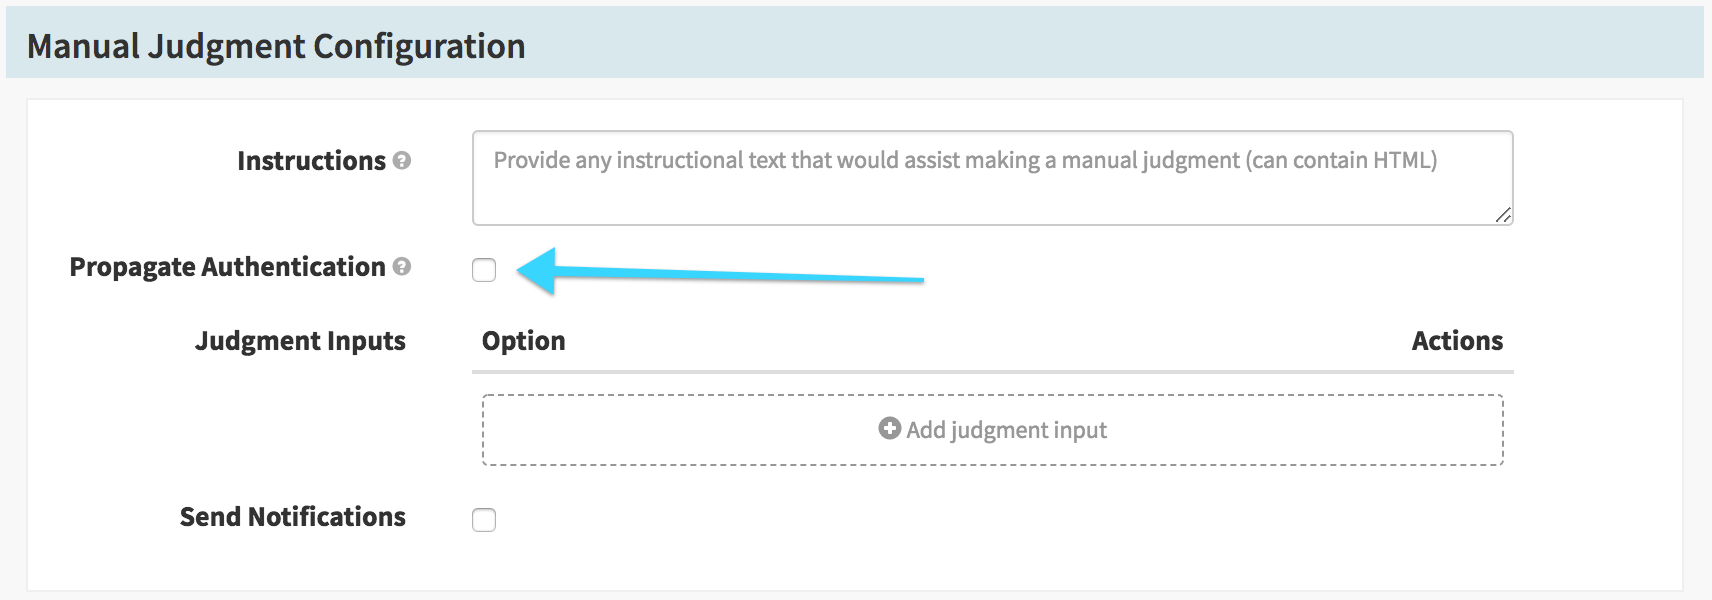 Manual Judgment Configuration
Instructions
Provide any instructional text that would assist making a manual judgment (can contain HTML)
Propagate Authentication
Judgment Inputs Option Actions
Add judgment input
Send Notifications